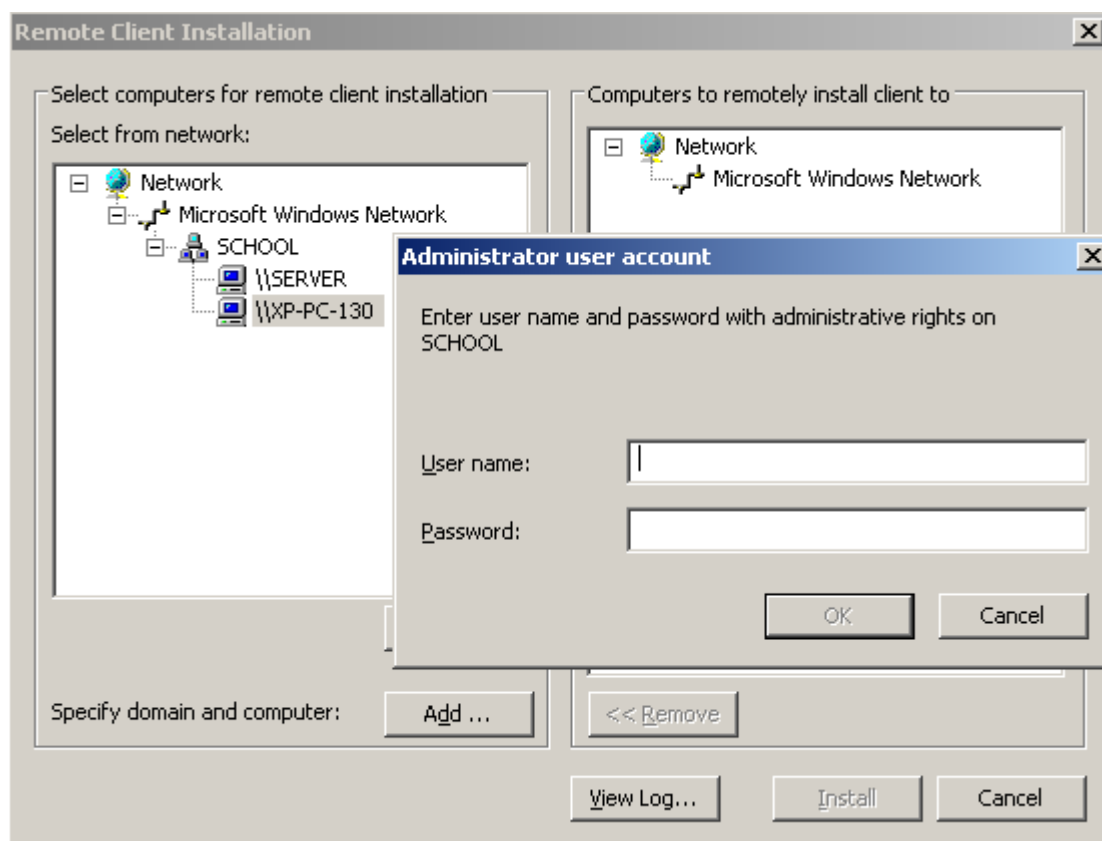 Remote Client Installation
Select computers for remote client installation
Select from network:
Network
Microsoft Windows Network
SCHOOL
\\SERVER
\\XP-PC-130
Specify domain and computer:
Add ...
Computers to remotely install client to
Network
Microsoft Windows Network
<< Remove
Administrator user account
Enter user name and password with administrative rights on
SCHOOL
User name:
Password:
OK
Cancel
View Log...
Install
Cancel